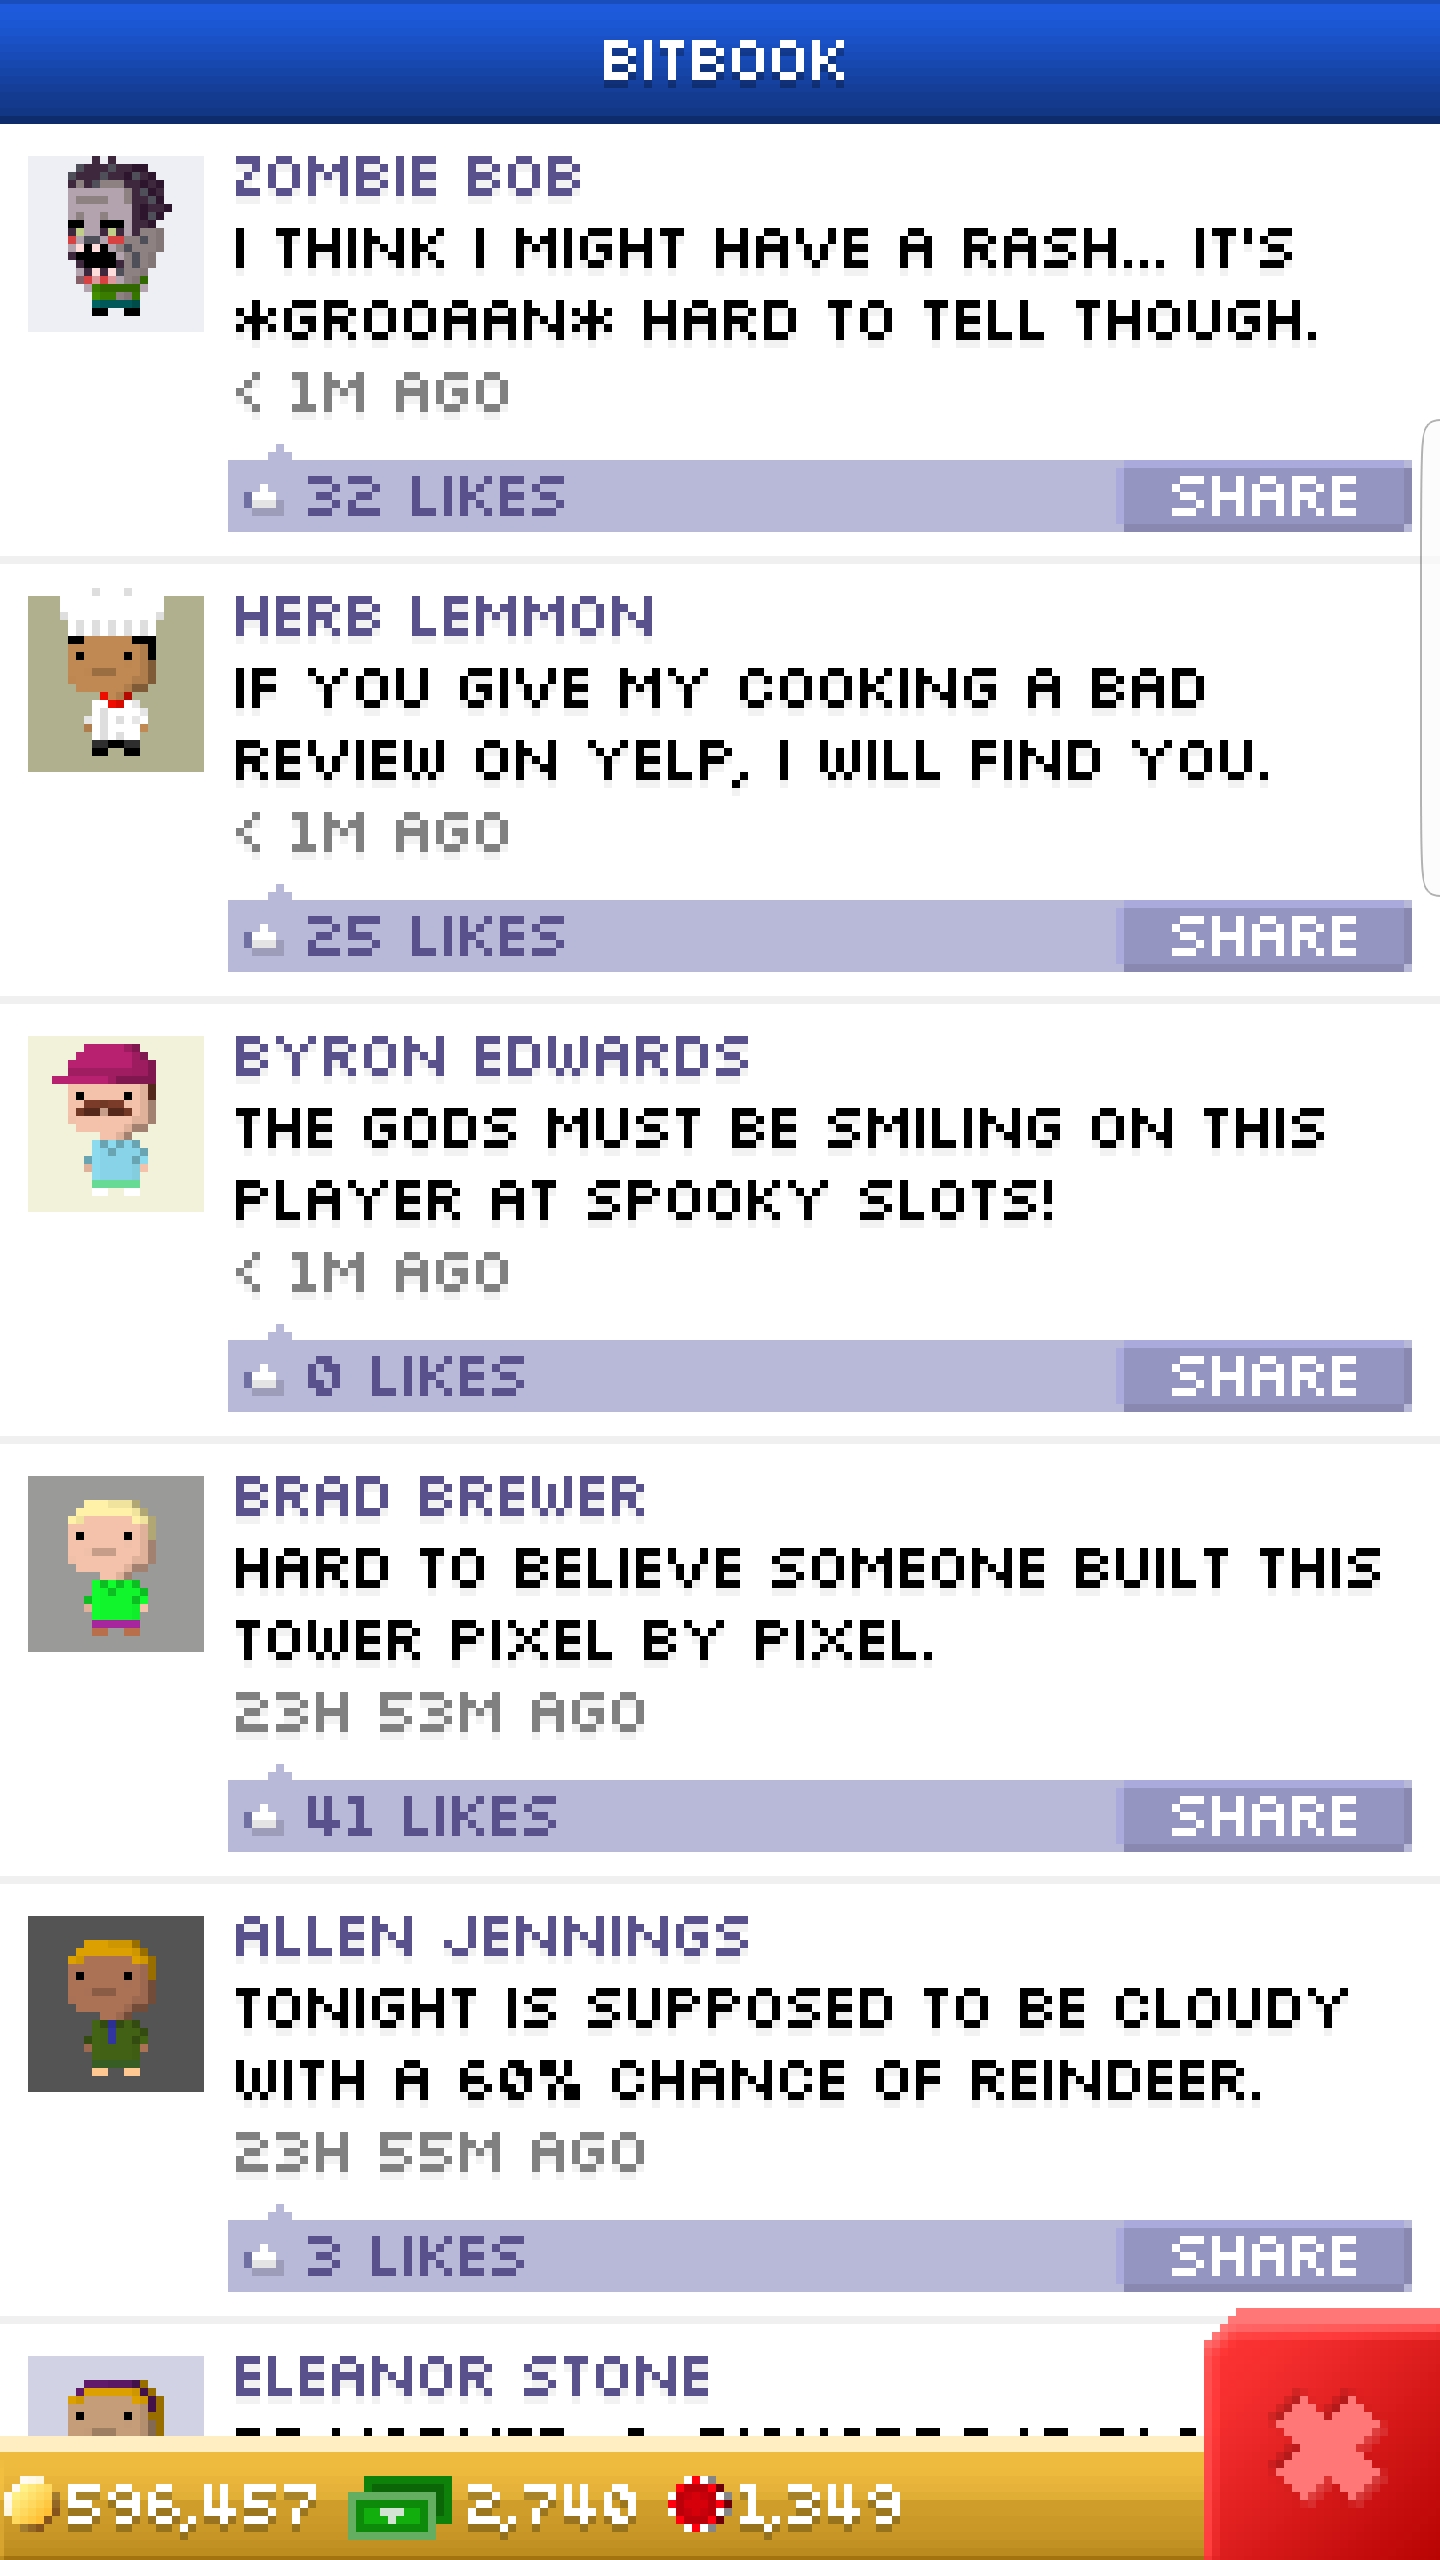 BITBOOK
ZOMBIE BOB
I THINK I MIGHT HAVE A RASH... IT'S
*GROOAAN* HARD TO TELL THOUGH.
< 1M AGO
32 LIKES SHARE
HERB LEMMON
IF YOU GIVE MY COOKING A BAD
REVIEW ON YELP, I WILL FIND YOU.
< 1M AGO
25 LIKES SHARE
BYRON EDWARDS
THE GODS MUST BE SMILING ON THIS
PLAYER AT SPOOKY SLOTS!
< 1M AGO
0 LIKES SHARE
BRAD BREWER
HARD TO BELIEVE SOMEONE BUILT THIS
TOWER PIXEL BY PIXEL.
23H 53M AGO
41 LIKES SHARE
ALLEN JENNINGS
TONIGHT IS SUPPOSED TO BE CLOUDY
WITH A 60% CHANCE OF REINDEER.
23H 55M AGO
3 LIKES SHARE
ELEANOR STONE
596,457 2,740 1,349